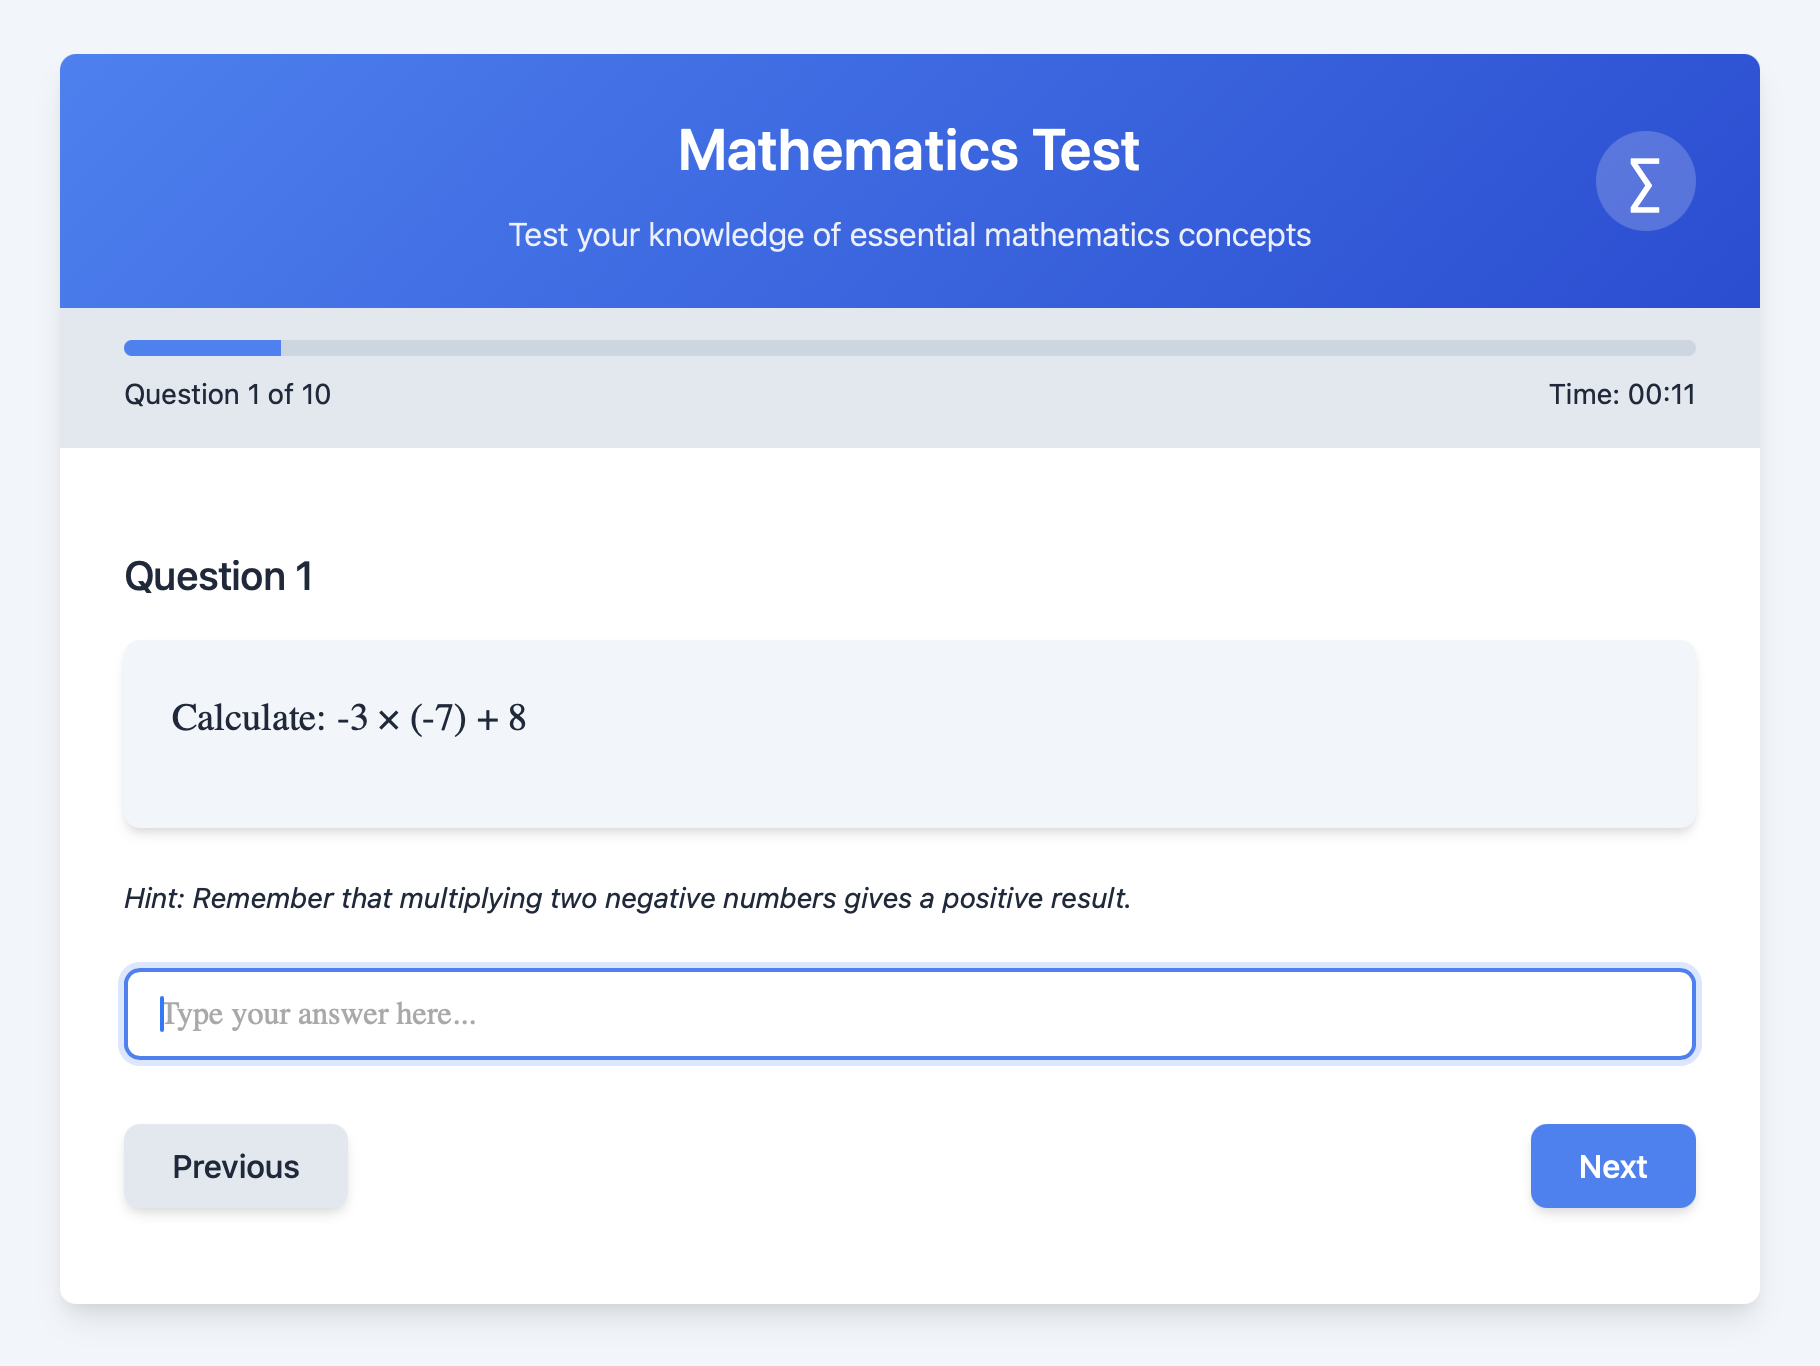 Mathematics Test
Test your knowledge of essential mathematics concepts
∑
Question 1 of 10
Time: 00:11
Question 1
Calculate: -3 × (-7) + 8
Hint: Remember that multiplying two negative numbers gives a positive result.
Type your answer here...
Previous
Next